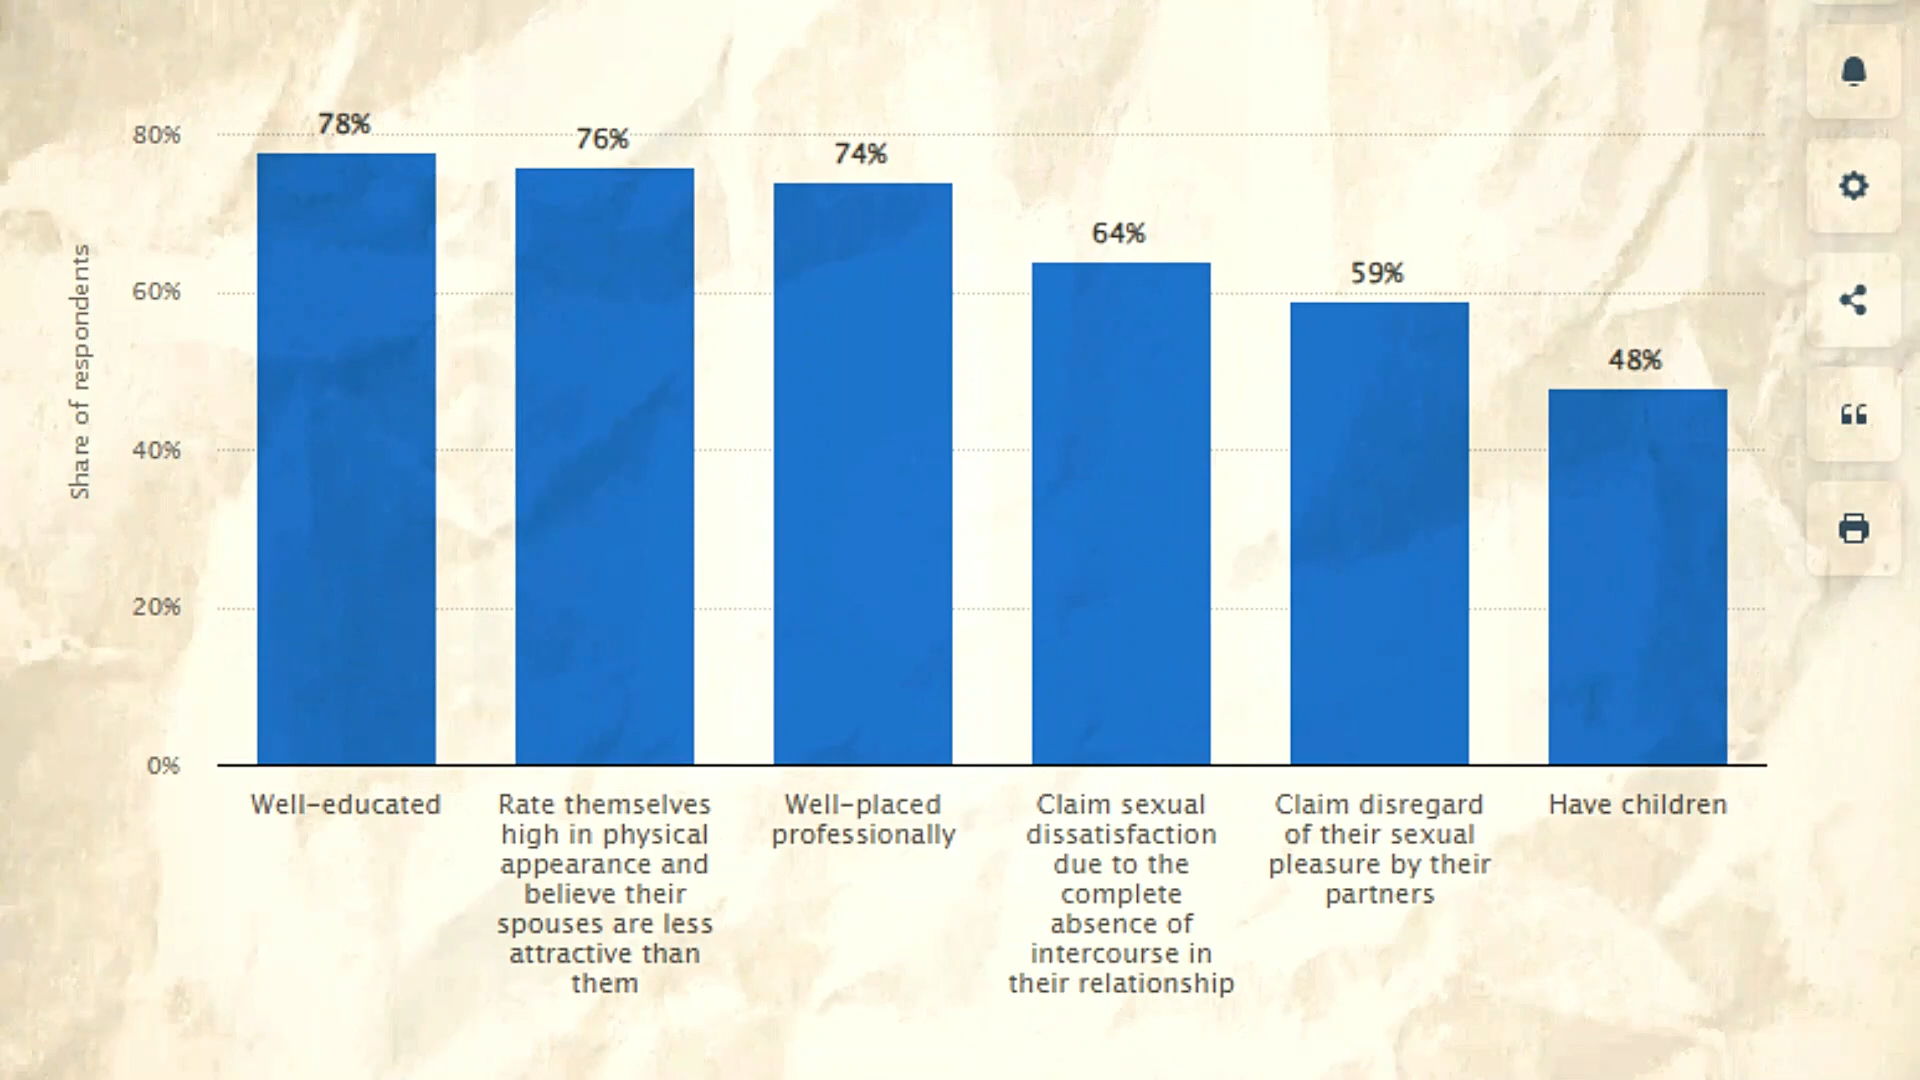 78%
76%
74%
64%
59%
48%
80%
60%
40%
20%
0%
Share of respondents
Well-educated
Rate themselves
high in physical
appearance and
believe their
spouses are less
attractive than
them
Well-placed
professionally
Claim sexual
dissatisfaction
due to the
complete
absence of
intercourse in
their relationship
Claim disregard
of their sexual
pleasure by their
partners
Have children